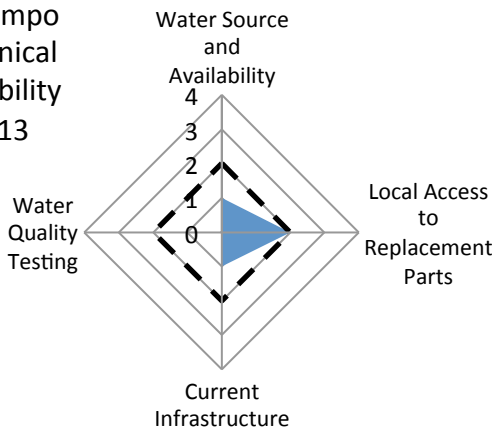 mpo
nical
bility
13
Water Source
and
Availability
4
3
2
1
0
Water
Quality
Testing
Local Access
to
Replacement
Parts
Current
Infrastructure